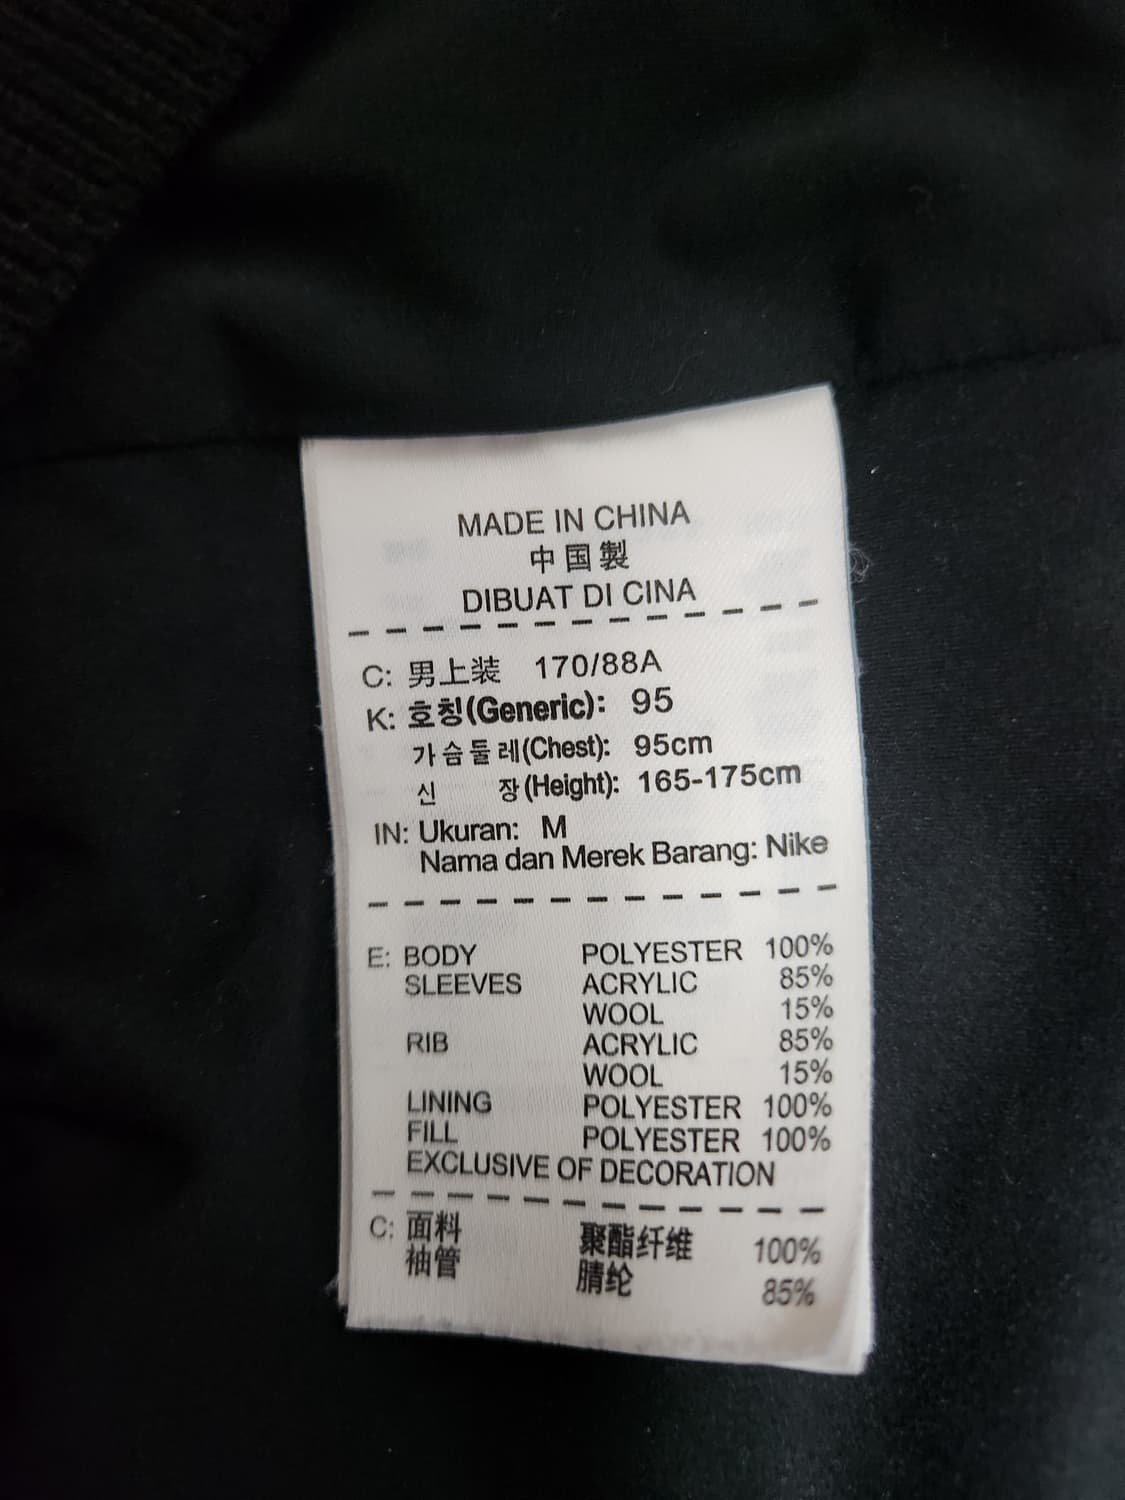 MADE IN CHINA
中国製
DIBUAT DI CINA
C: 男上装 170/88A
K: 호칭(Generic): 95
가슴둘레(Chest): 95cm
신 장(Height): 165-175cm
IN: Ukuran: M
Nama dan Merek Barang: Nike
E: BODY POLYESTER 100%
SLEEVES ACRYLIC 85%
WOOL 15%
RIB ACRYLIC 85%
WOOL 15%
LINING POLYESTER 100%
FILL POLYESTER 100%
EXCLUSIVE OF DECORATION
C: 面料 聚酯纤维 100%
袖管 腈纶 85%